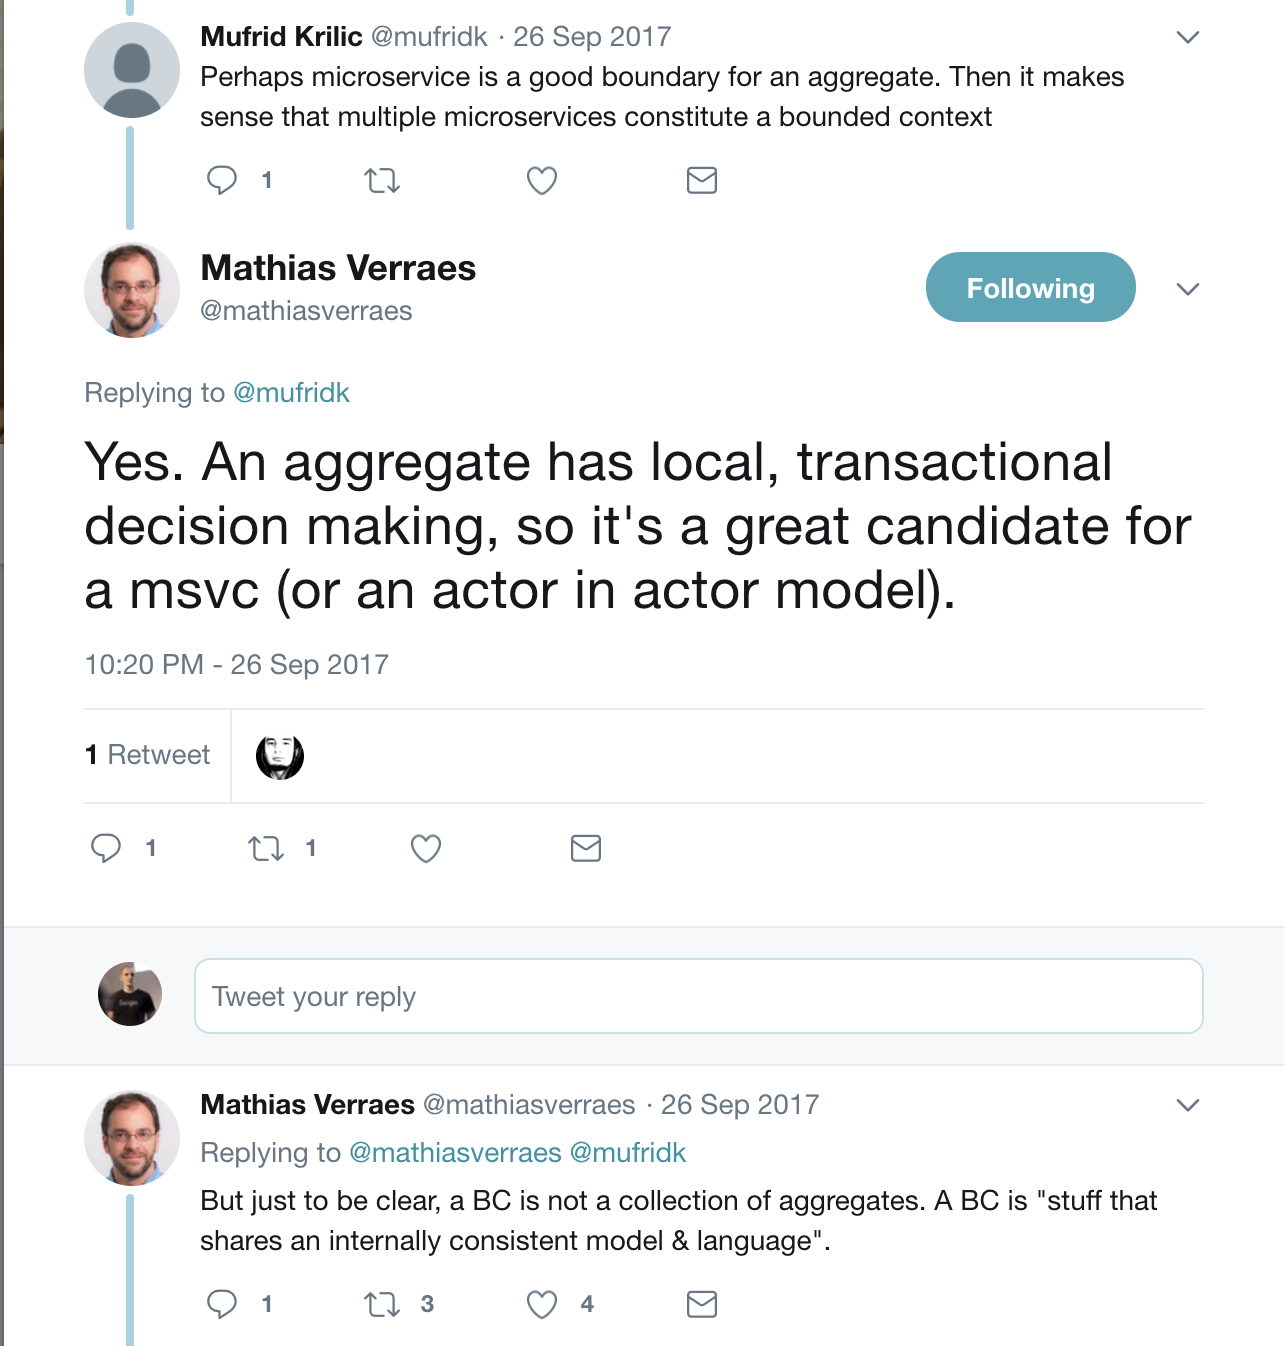 Mufrid Krilic @mufridk · 26 Sep 2017
Perhaps microservice is a good boundary for an aggregate. Then it makes
sense that multiple microservices constitute a bounded context
1
Mathias Verraes
@mathiasverraes
Following
Replying to @mufridk
Yes. An aggregate has local, transactional
decision making, so it's a great candidate for
a msvc (or an actor in actor model).
10:20 PM - 26 Sep 2017
1 Retweet
1 1
Tweet your reply
Mathias Verraes @mathiasverraes · 26 Sep 2017
Replying to @mathiasverraes @mufridk
But just to be clear, a BC is not a collection of aggregates. A BC is "stuff that
shares an internally consistent model & language".
1 3 4